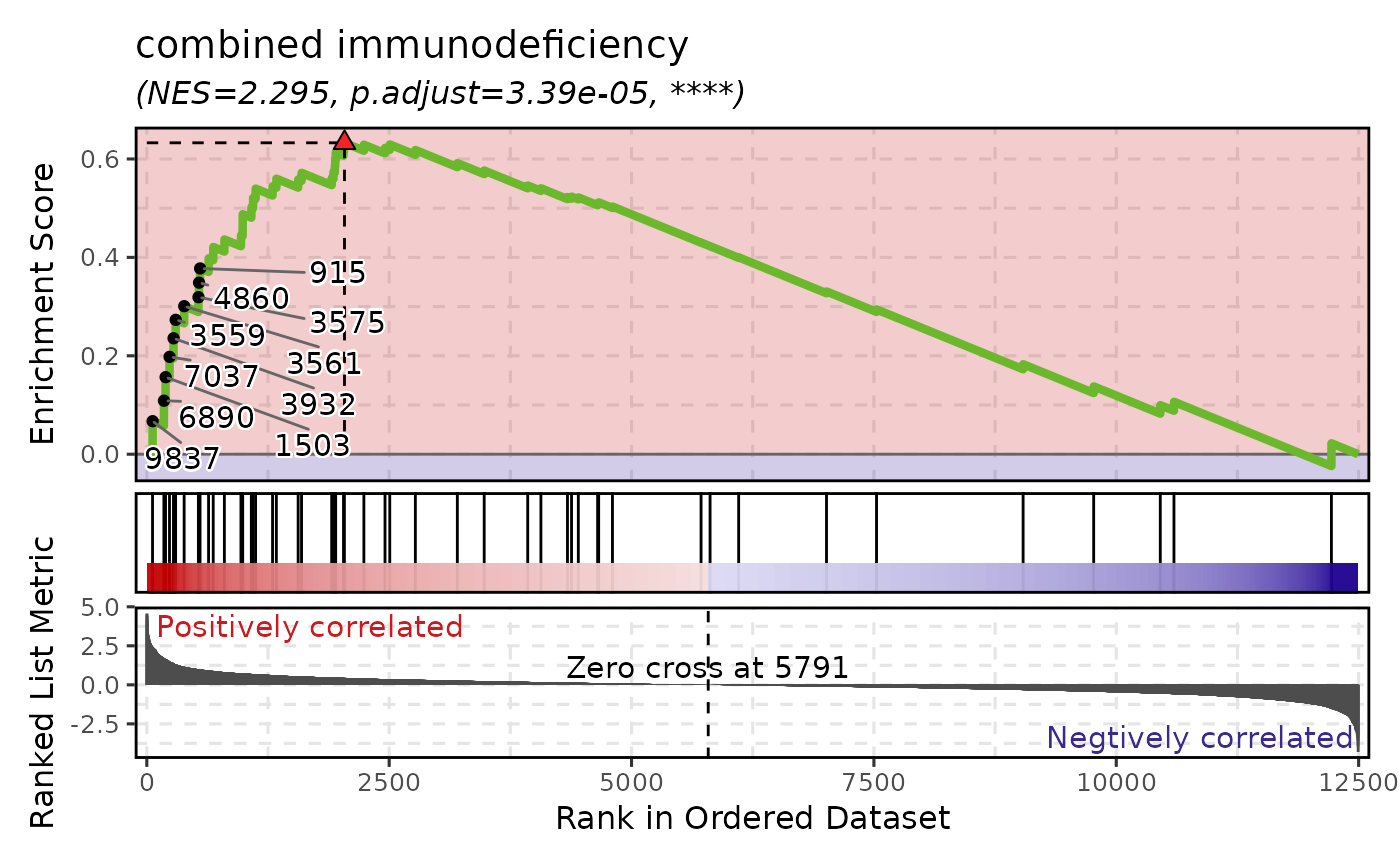 combined immunodeficiency
(NES=2.295, p.adjust=3.39e-05, ****)
Enrichment Score
0.6
0.4
0.2
0.0
915
4860
3575
3559
3561
7037
3932
6890
1503
9837
Ranked List Metric
5.0
2.5
0.0
-2.5
Positively correlated
Zero cross at 5791
Negtively correlated
0 2500 5000 7500 10000 12500
Rank in Ordered Dataset